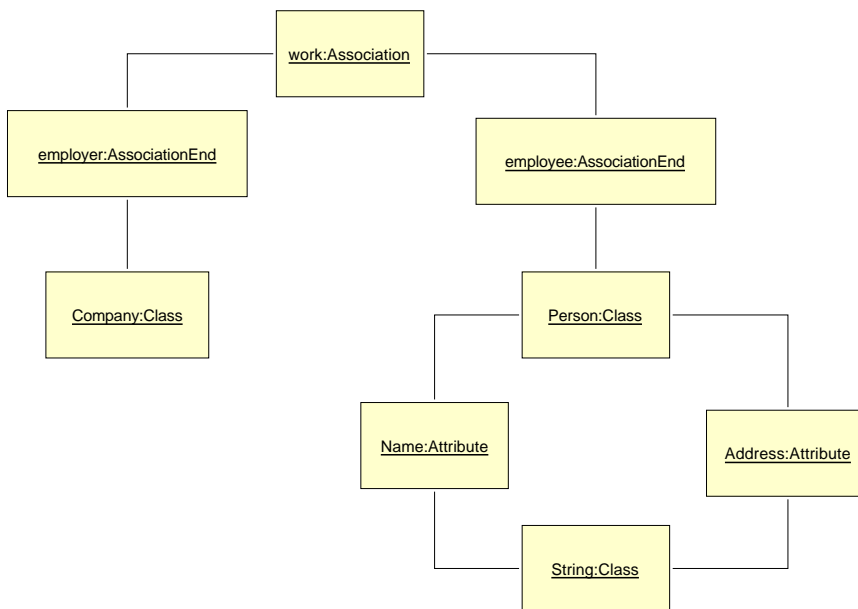 work:Association
employer:AssociationEnd
employee:AssociationEnd
Company:Class
Person:Class
Name:Attribute
Address:Attribute
String:Class